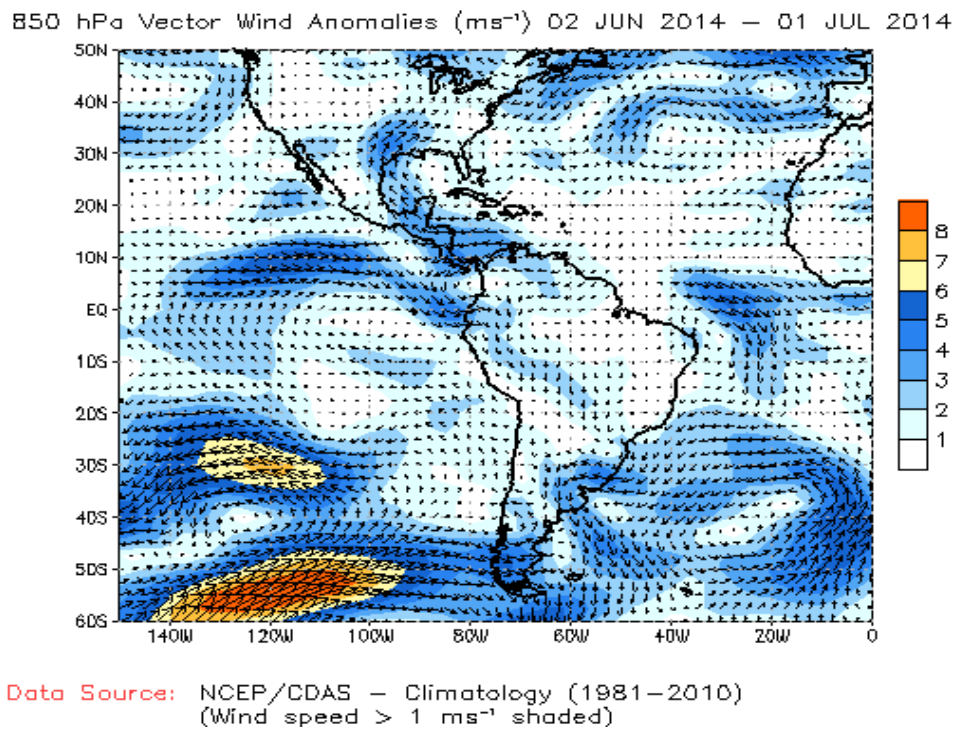 850 hPa Vector Wind Anomalies (ms⁻¹) 02 JUN 2014 – 01 JUL 2014
50N
40N
30N
20N
10N
EQ
10S
20S
30S
40S
50S
60S
140W 120W 100W 80W 60W 40W 20W 0
8
7
6
5
4
3
2
1
Data Source: NCEP/CDAS – Climatology (1981–2010)
(Wind speed > 1 ms⁻¹ shaded)